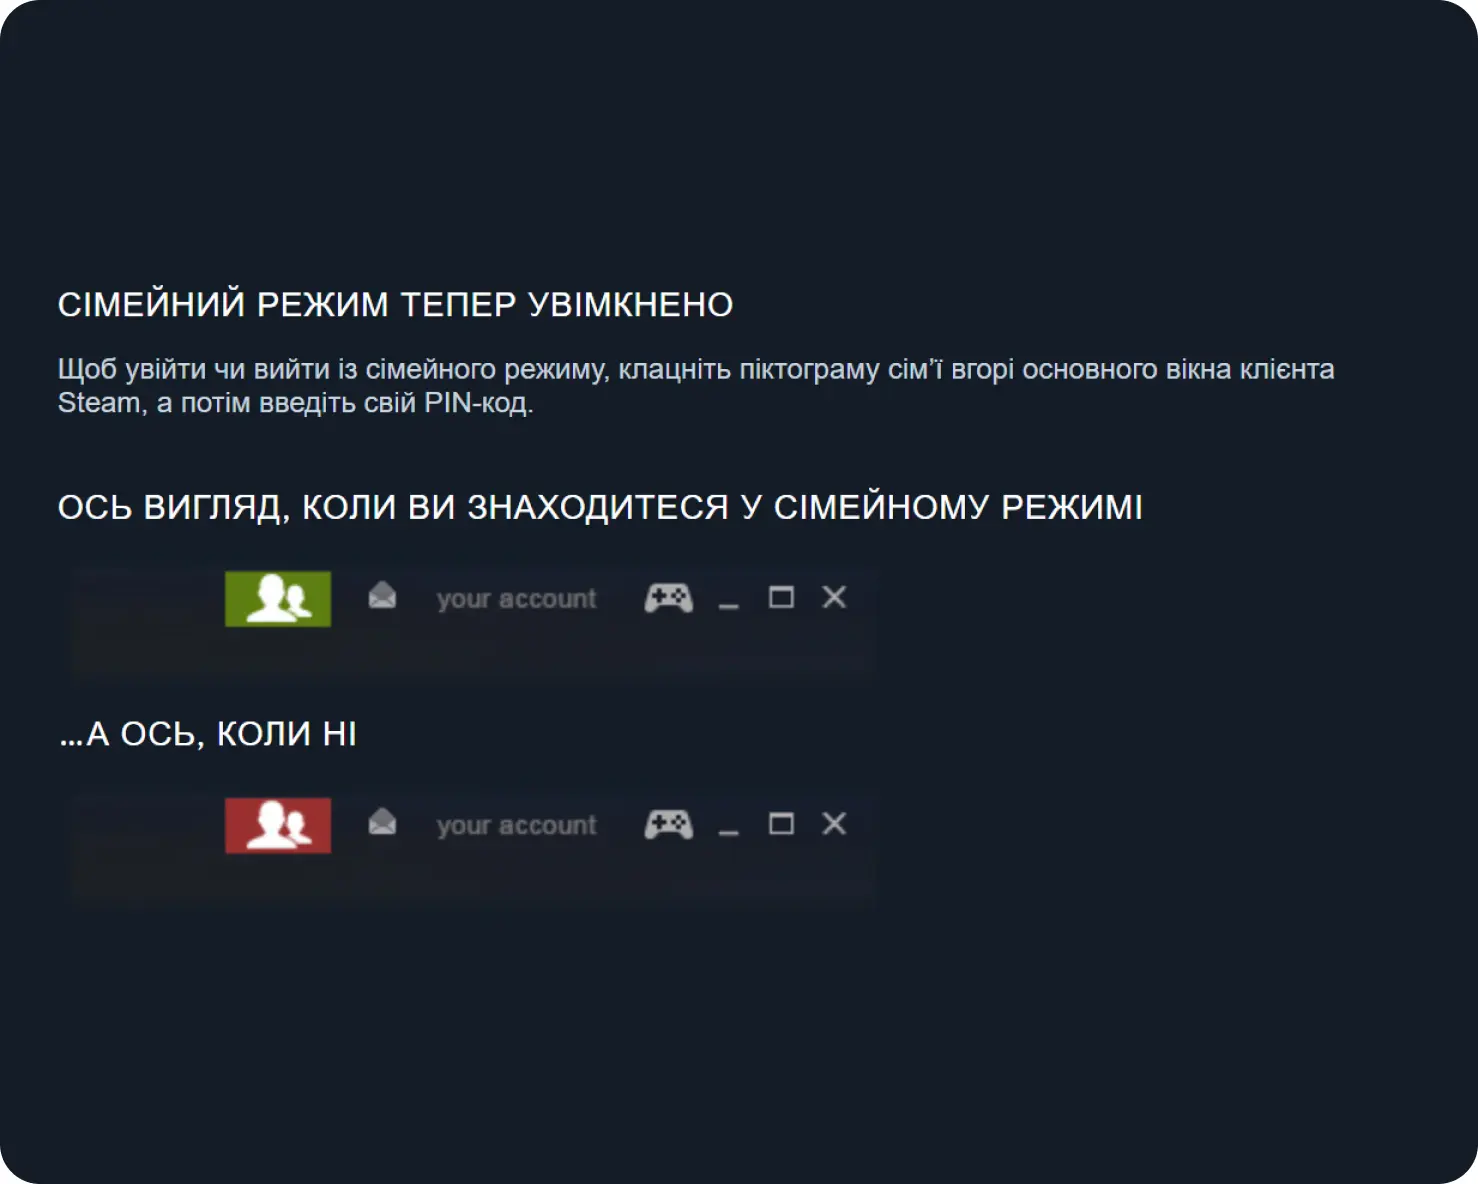 СІМЕЙНИЙ РЕЖИМ ТЕПЕР УВІМКНЕНО
Щоб увійти чи вийти із сімейного режиму, клацніть піктограму сім’ї вгорі основного вікна клієнта
Steam, а потім введіть свій PIN-код.
ОСЬ ВИГЛЯД, КОЛИ ВИ ЗНАХОДИТЕСЯ У СІМЕЙНОМУ РЕЖИМІ
your account
…А ОСЬ, КОЛИ НІ
your account